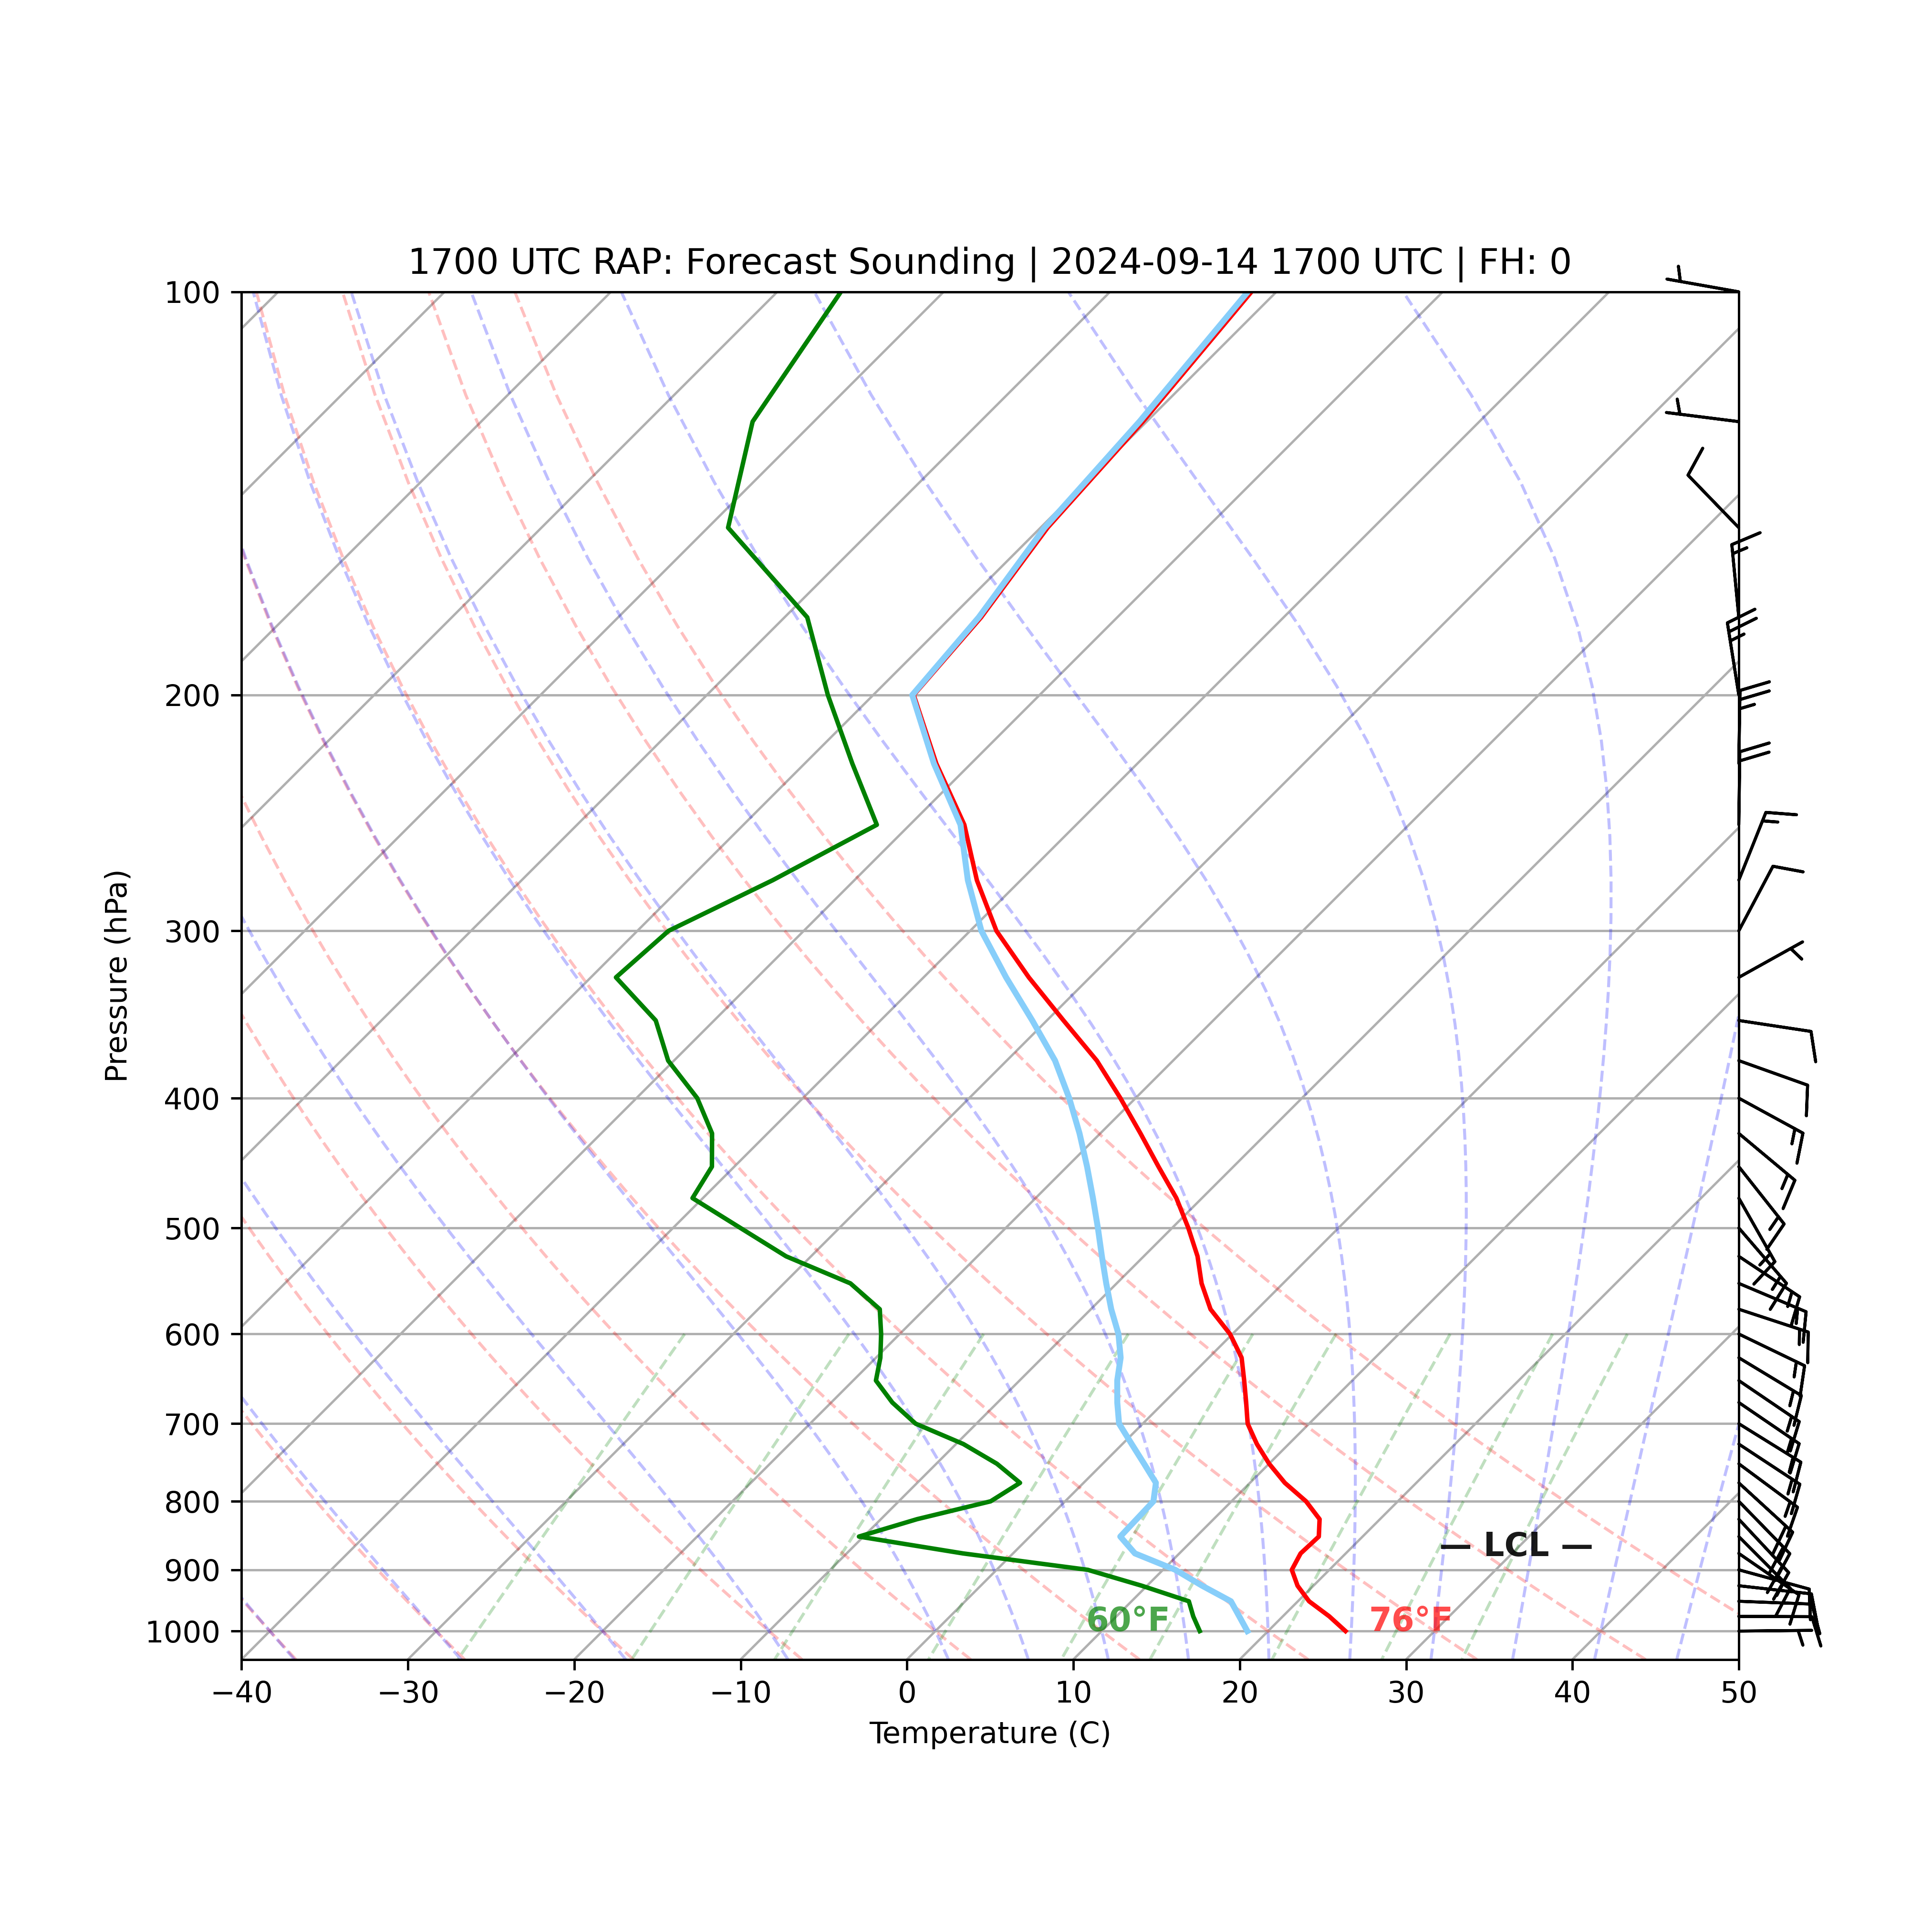 1700 UTC RAP: Forecast Sounding | 2024-09-14 1700 UTC | FH: 0
100
200
300
400
500
600
700
800
900
1000
Pressure (hPa)
— LCL —
60°F
76°F
−40 −30 −20 −10 0 10 20 30 40 50
Temperature (C)